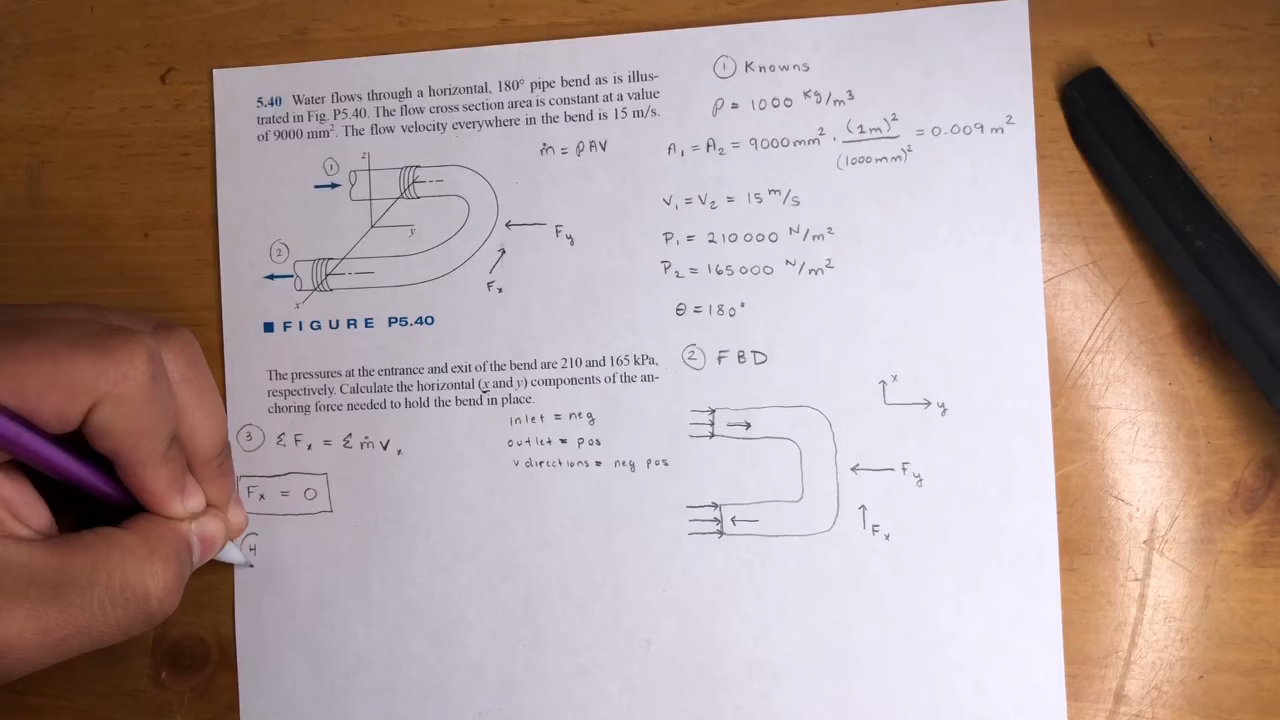 5.40 Water flows through a horizontal, 180° pipe bend as is illus-
trated in Fig. P5.40. The flow cross section area is constant at a value
of 9000 mm². The flow velocity everywhere in the bend is 15 m/s.
ṁ = ρAV
1
z
y
2
x
Fy
Fx
FIGURE P5.40
The pressures at the entrance and exit of the bend are 210 and 165 kPa,
respectively. Calculate the horizontal (x and y) components of the an-
choring force needed to hold the bend in place.
① Knowns
ρ = 1000 Kg/m³
A₁ = A₂ = 9000mm² · (1m)²/(1000mm)² = 0.009 m²
V₁ = V₂ = 15 m/s
P₁ = 210000 N/m²
P₂ = 165000 N/m²
θ = 180°
② FBD
x
y
Fy
Fx
③ ΣFx = Σṁvx
Inlet = neg
outlet = pos
v directions = neg pos
Fx = 0
4